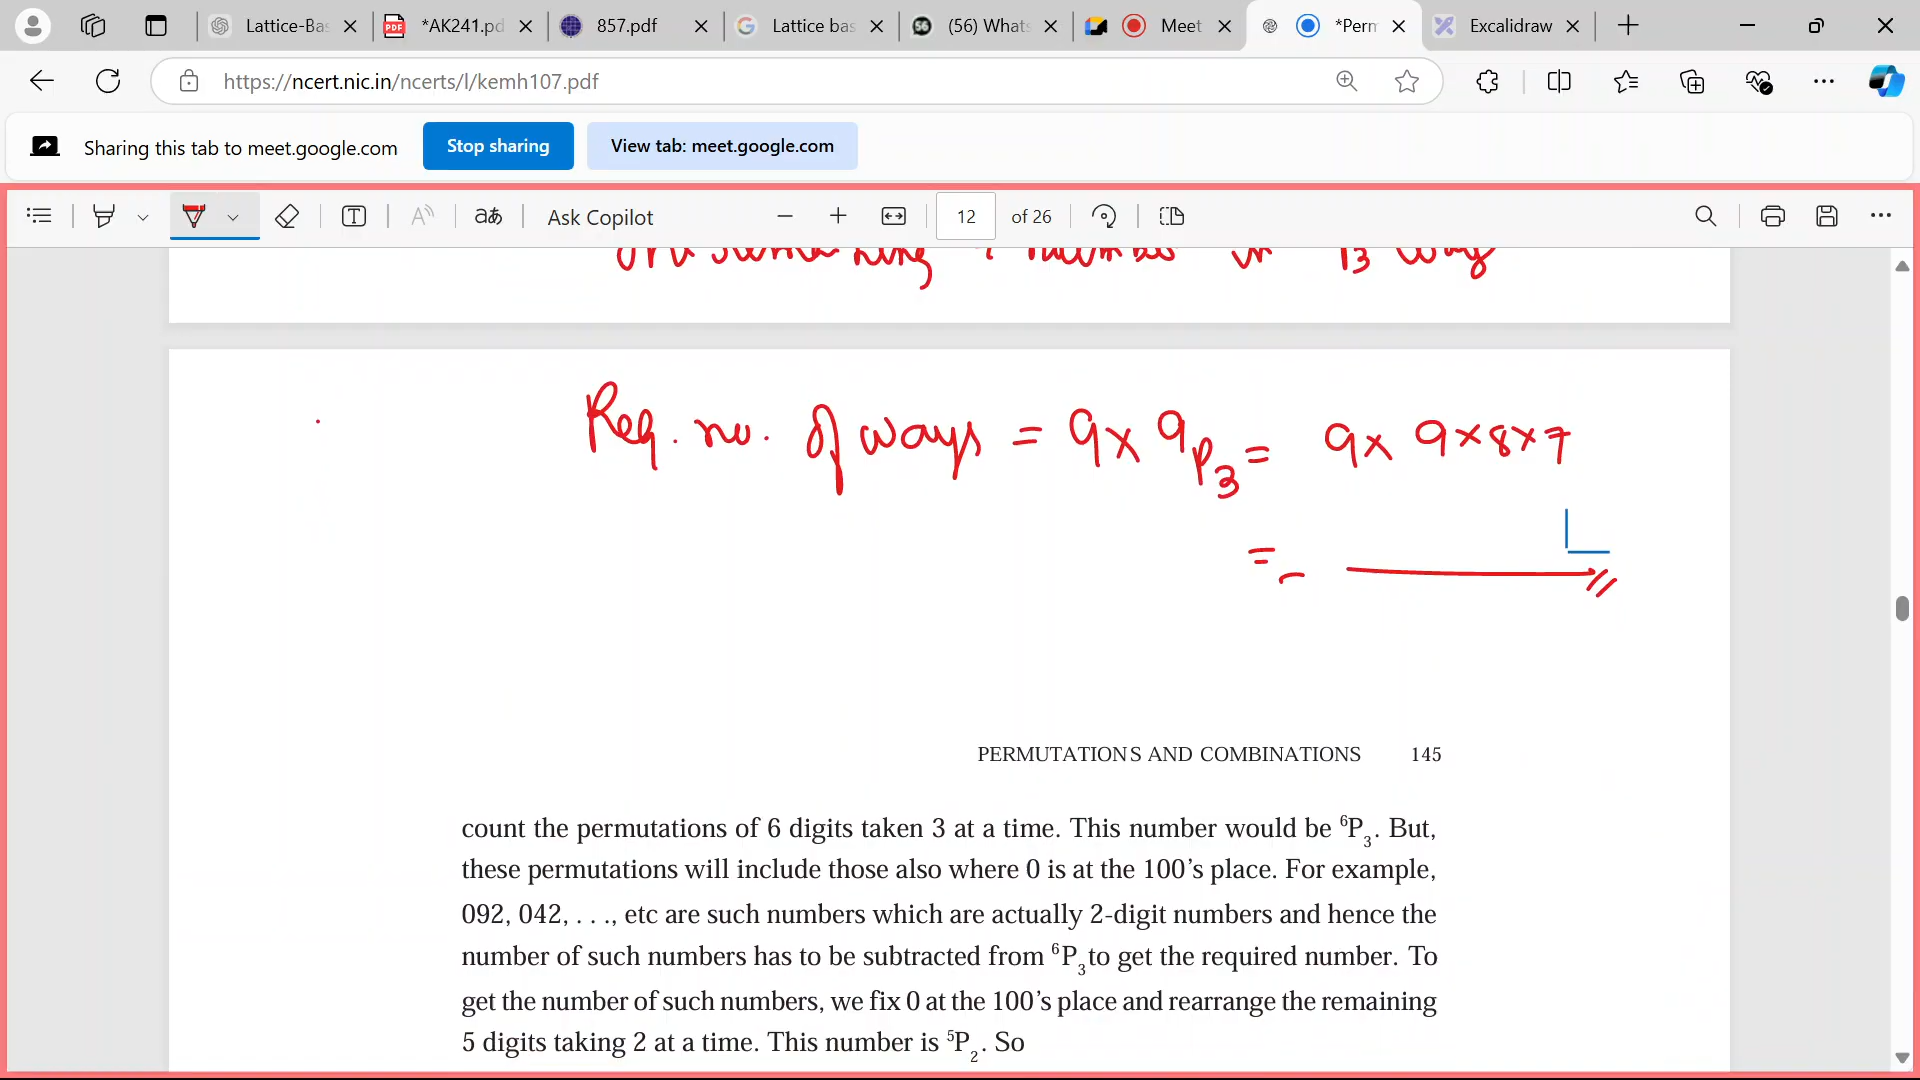 Lattice-Bas
*AK241.pd
857.pdf
Lattice bas
(56) Whats
Meet
*Perm
Excalidraw
https://ncert.nic.in/ncerts/l/kemh107.pdf
Sharing this tab to meet.google.com
Stop sharing
View tab: meet.google.com
Ask Copilot
12 of 26
Req. no. of ways = 9 x 9P3 = 9 x 9 x 8 x 7
=
PERMUTATIONS AND COMBINATIONS 145
count the permutations of 6 digits taken 3 at a time. This number would be ⁶P₃. But,
these permutations will include those also where 0 is at the 100’s place. For example,
092, 042, . . ., etc are such numbers which are actually 2-digit numbers and hence the
number of such numbers has to be subtracted from ⁶P₃ to get the required number. To
get the number of such numbers, we fix 0 at the 100’s place and rearrange the remaining
5 digits taking 2 at a time. This number is ⁵P₂. So